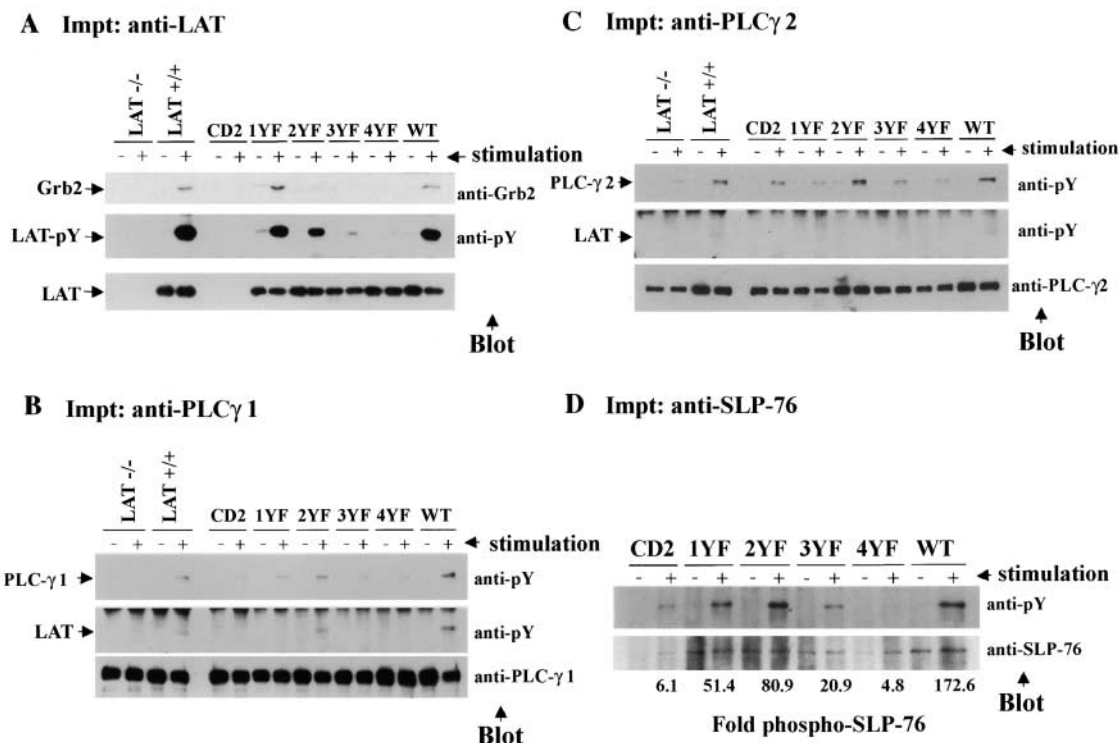 A Impt: anti-LAT
LAT -/-
LAT +/+
CD2 1YF 2YF 3YF 4YF WT
- + - + - + - + - + - + - + - + stimulation
Grb2 anti-Grb2
LAT-pY anti-pY
LAT
Blot
B Impt: anti-PLCγ 1
LAT -/-
LAT +/+
CD2 1YF 2YF 3YF 4YF WT
- + - + - + - + - + - + - + - + stimulation
PLC-γ 1 anti-pY
LAT anti-pY
anti-PLC-γ 1
Blot
C Impt: anti-PLCγ 2
LAT -/-
LAT +/+
CD2 1YF 2YF 3YF 4YF WT
- + - + - + - + - + - + - + - + stimulation
PLC-γ 2 anti-pY
LAT anti-pY
anti-PLC-γ2
Blot
D Impt: anti-SLP-76
CD2 1YF 2YF 3YF 4YF WT
- + - + - + - + - + - + stimulation
anti-pY
anti-SLP-76
6.1 51.4 80.9 20.9 4.8 172.6
Blot
Fold phospho-SLP-76